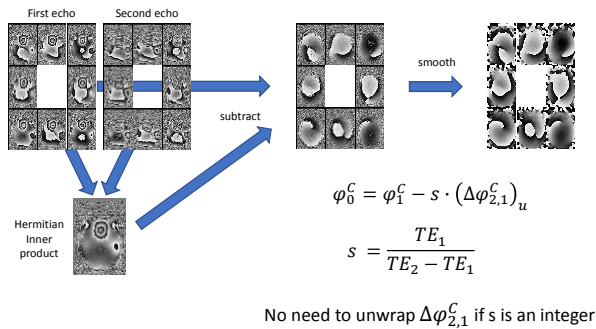 First echo
Second echo
smooth
subtract
Hermitian
Inner
product
φ₀ᶜ = φ₁ᶜ − s · (Δφ₂,₁ᶜ)ᵤ
s = TE₁ / (TE₂ − TE₁)
No need to unwrap Δφ₂,₁ᶜ if s is an integer